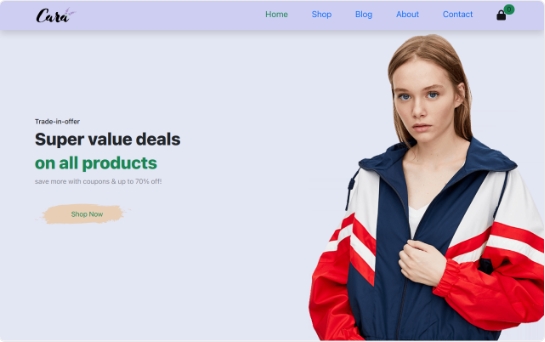 Cara
Home Shop Blog About Contact 0
Trade-in-offer
Super value deals
on all products
save more with coupons & up to 70% off!
Shop Now